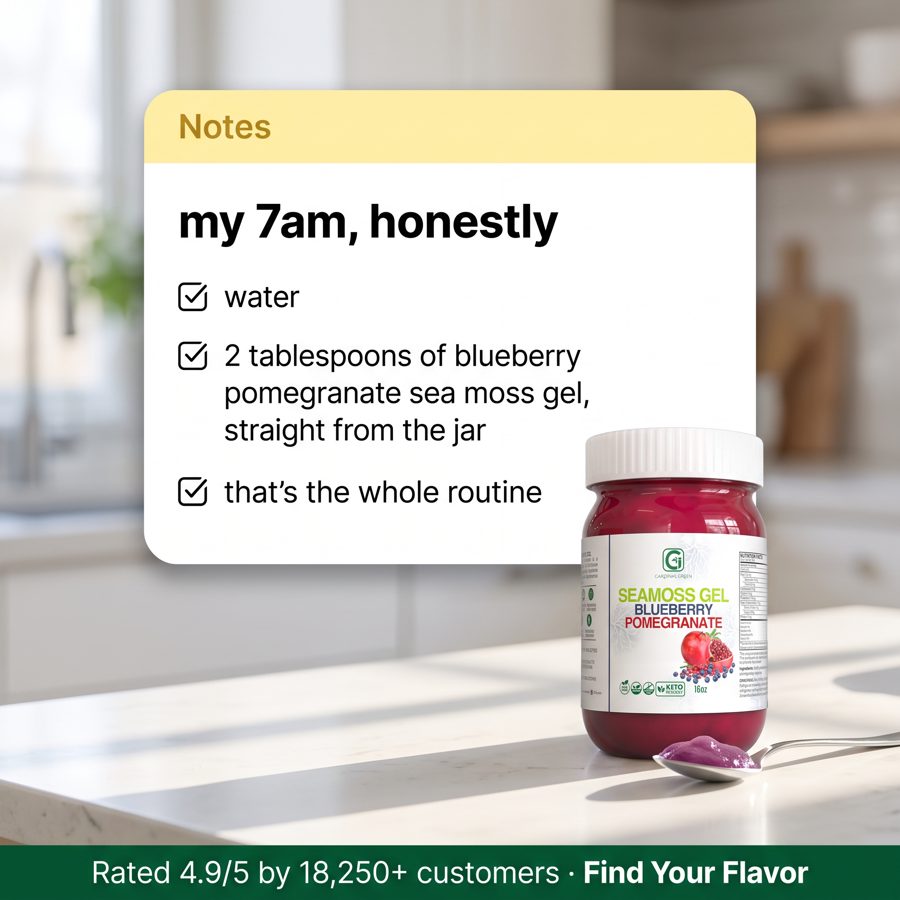 Notes
my 7am, honestly
water
2 tablespoons of blueberry
pomegranate sea moss gel,
straight from the jar
that’s the whole routine
CARDINAL GREEN
SEAMOSS GEL
BLUEBERRY
POMEGRANATE
KETO
16oz
NUTRITION FACTS
Rated 4.9/5 by 18,250+ customers · Find Your Flavor